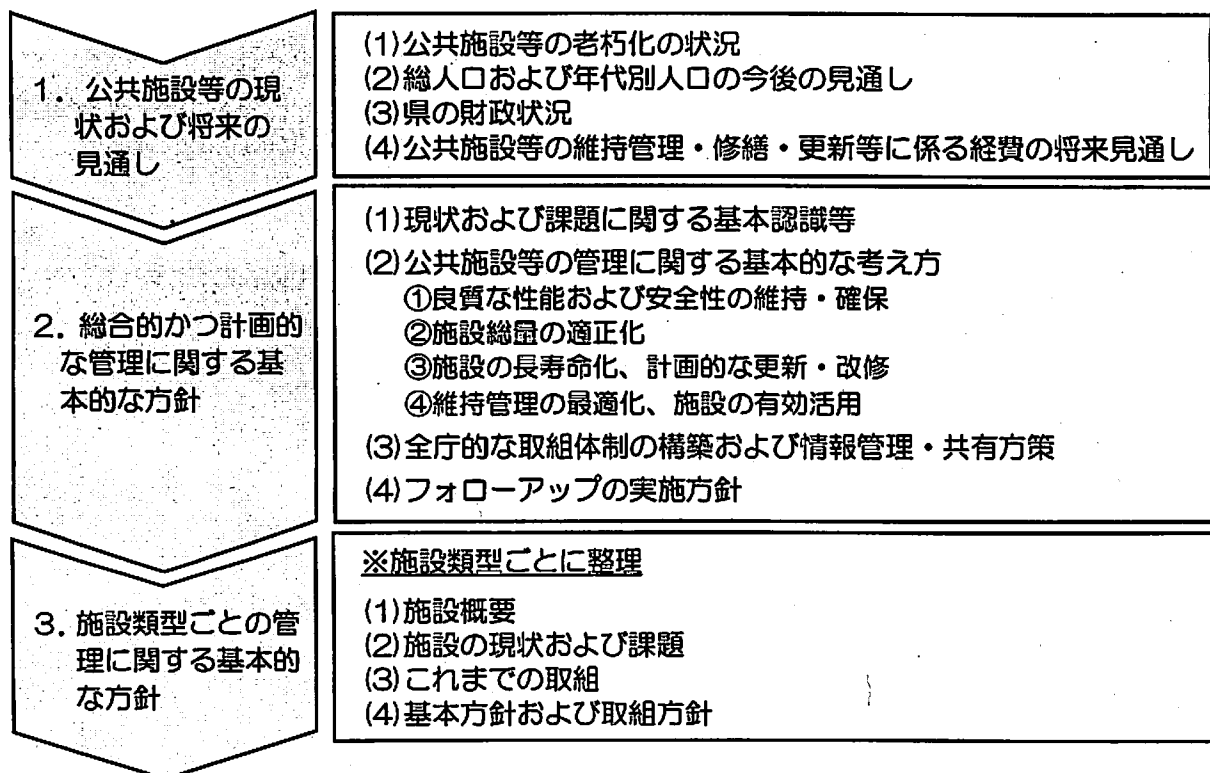 1. 公共施設等の現
状および将来の
見通し
(1)公共施設等の老朽化の状況
(2)総人口および年代別人口の今後の見通し
(3)県の財政状況
(4)公共施設等の維持管理・修繕・更新等に係る経費の将来見通し
2. 総合的かつ計画的
な管理に関する基
本的な方針
(1)現状および課題に関する基本認識等
(2)公共施設等の管理に関する基本的な考え方
①良質な性能および安全性の維持・確保
②施設総量の適正化
③施設の長寿命化、計画的な更新・改修
④維持管理の最適化、施設の有効活用
(3)全庁的な取組体制の構築および情報管理・共有方策
(4)フォローアップの実施方針
3. 施設類型ごとの管
理に関する基本的
な方針
※施設類型ごとに整理
(1)施設概要
(2)施設の現状および課題
(3)これまでの取組
(4)基本方針および取組方針